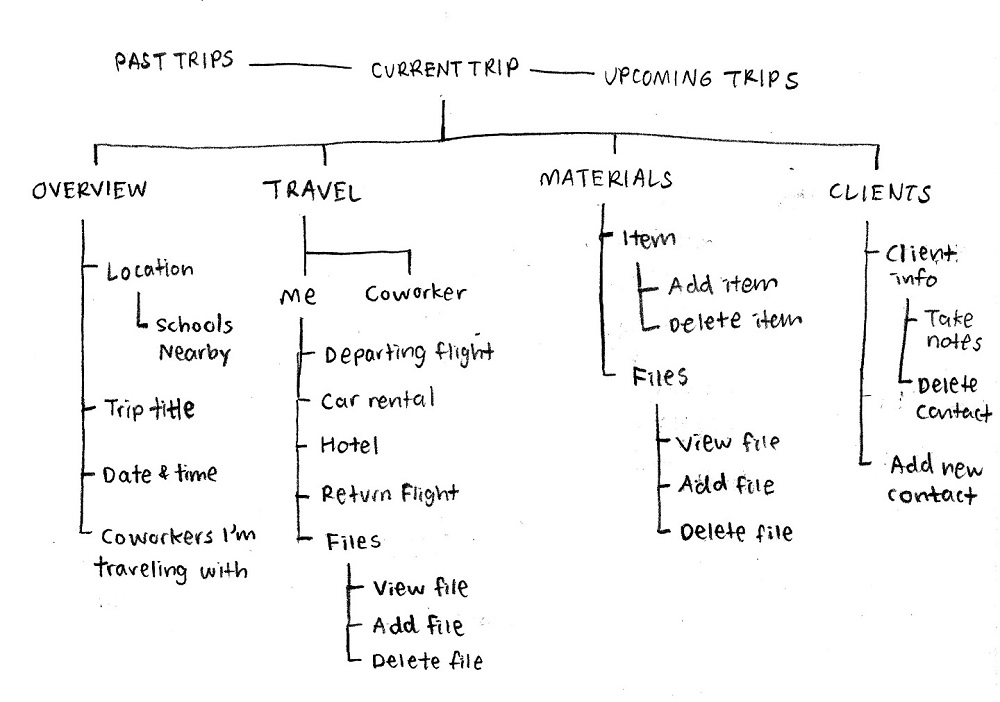 PAST TRIPS
CURRENT TRIP
UPCOMING TRIPS
OVERVIEW
Location
Schools
Nearby
Trip title
Date & time
Coworkers I'm
traveling with
TRAVEL
Me
Coworker
Departing flight
Car rental
Hotel
Return Flight
Files
View file
Add file
Delete file
MATERIALS
Item
Add item
Delete item
Files
View file
Add file
Delete file
CLIENTS
Client
info
Take
notes
Delete
contact
Add new
contact